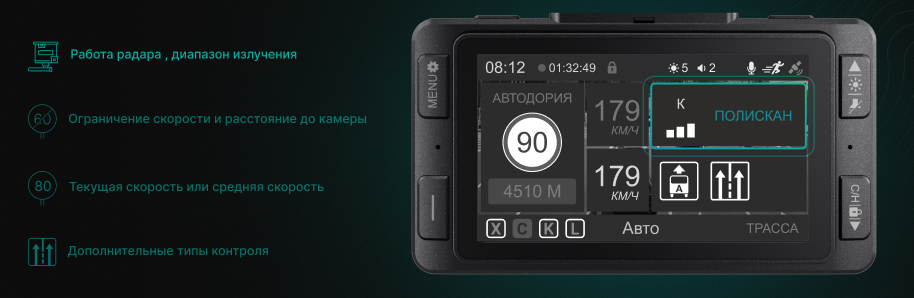 Работа радара , диапазон излучения
60 Ограничение скорости и расстояние до камеры
80 Текущая скорость или средняя скорость
Дополнительные типы контроля
MENU
08:12 01:32:49 5 2
АВТОДОРИЯ
90
4510 М
179
КМ/Ч
179
КМ/Ч
К
ПОЛИСКАН
А
X C K L Авто ТРАССА
С/Н